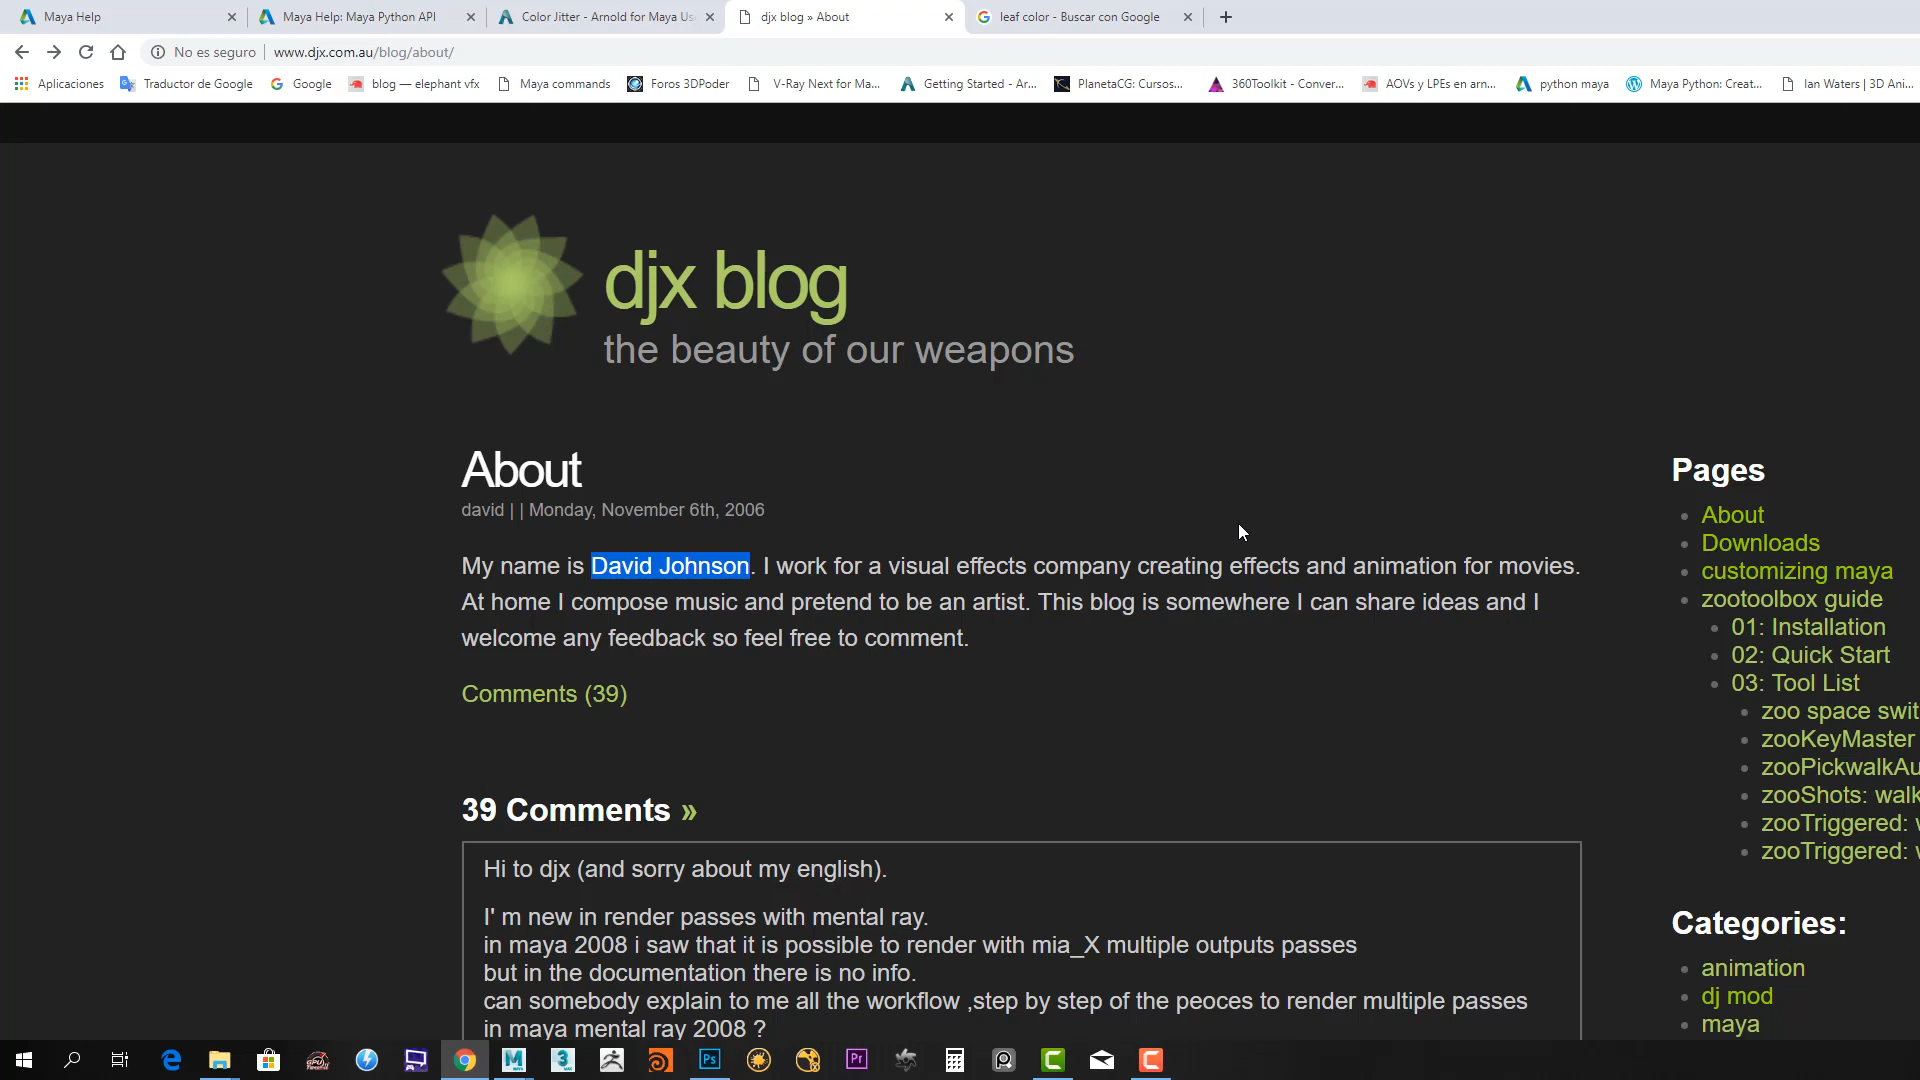 Maya Help
Maya Help: Maya Python API
Color Jitter - Arnold for Maya Us
djx blog » About
leaf color - Buscar con Google
No es seguro | www.djx.com.au/blog/about/
Aplicaciones
Traductor de Google
Google
blog — elephant vfx
Maya commands
Foros 3DPoder
V-Ray Next for Ma...
Getting Started - Ar...
PlanetaCG: Cursos...
360Toolkit - Conver...
AOVs y LPEs en arn...
python maya
Maya Python: Creat...
Ian Waters | 3D Ani...
djx blog
the beauty of our weapons
About
david | | Monday, November 6th, 2006
My name is David Johnson. I work for a visual effects company creating effects and animation for movies.
At home I compose music and pretend to be an artist. This blog is somewhere I can share ideas and I
welcome any feedback so feel free to comment.
Comments (39)
39 Comments »
Hi to djx (and sorry about my english).
I' m new in render passes with mental ray.
in maya 2008 i saw that it is possible to render with mia_X multiple outputs passes
but in the documentation there is no info.
can somebody explain to me all the workflow ,step by step of the peoces to render multiple passes
in maya mental ray 2008 ?
Pages
About
Downloads
customizing maya
zootoolbox guide
01: Installation
02: Quick Start
03: Tool List
zoo space swit
zooKeyMaster
zooPickwalkAu
zooShots: walk
zooTriggered: w
zooTriggered: w
Categories:
animation
dj mod
maya